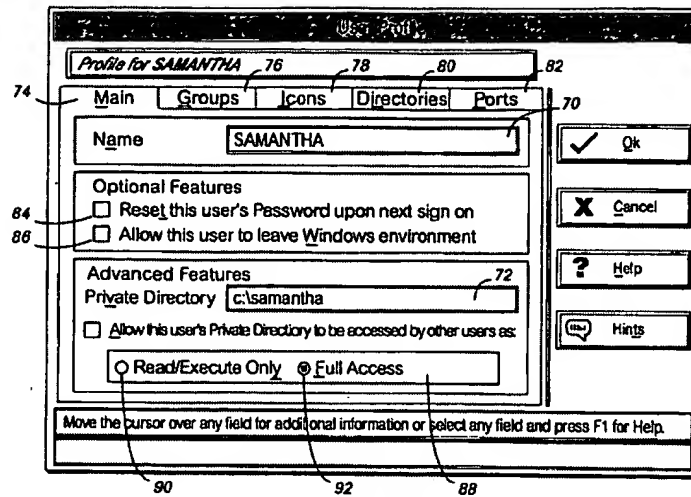 User Profile
Profile for SAMANTHA
74 76 78 80 82
Main Groups Icons Directories Ports
70
Name SAMANTHA
Ok
Optional Features
84 Reset this user's Password upon next sign on
Cancel
86 Allow this user to leave Windows environment
Advanced Features
72
Help
Private Directory c:\samantha
Allow this user's Private Directiory to be accessed by other users as:
Hints
Read/Execute Only Full Access
Move the cursor over any field for additional information or select any field and press F1 for Help.
90 92 88